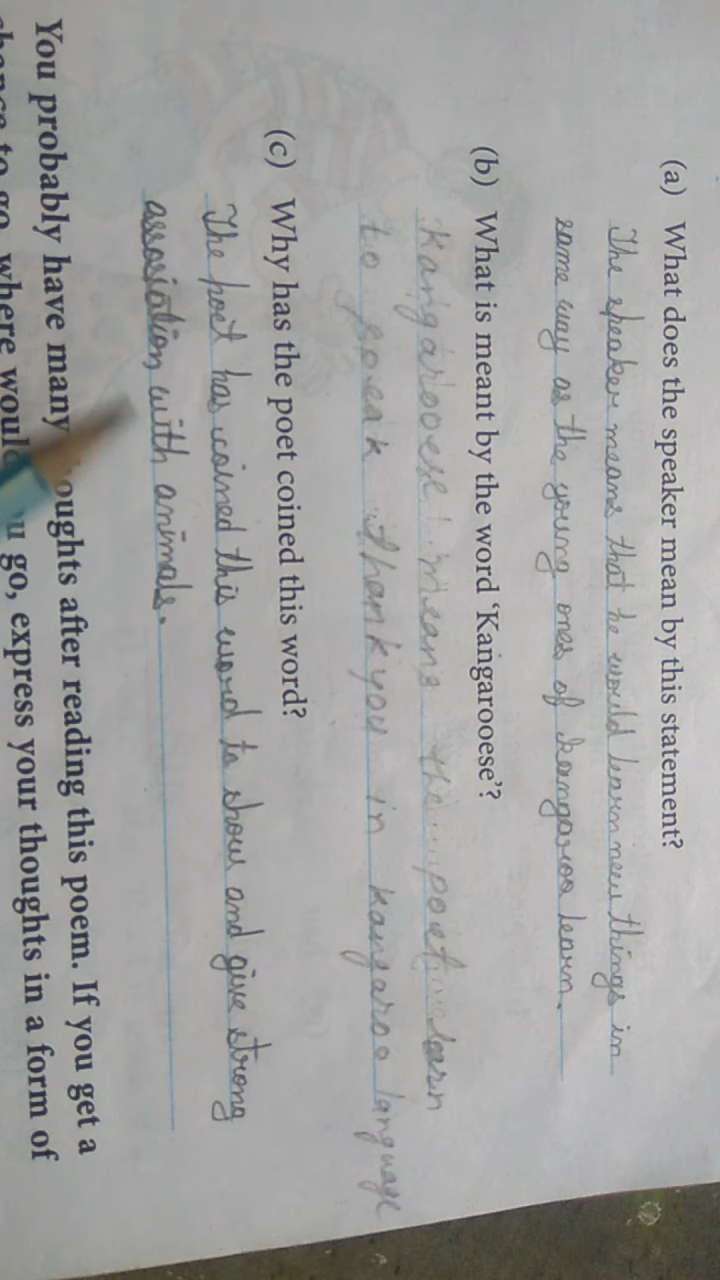 (a) What does the speaker mean by this statement?
The speaker means that he would learn new things in
same way as the young ones of kangaroo learn.
(b) What is meant by the word 'Kangarooese'?
Kangarooese means the poet learn
to speak thank you in kangaroo language
(c) Why has the poet coined this word?
The poet has coined this word to show and give strong
association with animals.
You probably have many after reading this poem. If you get a
to go, where would go, express your thoughts in a form of